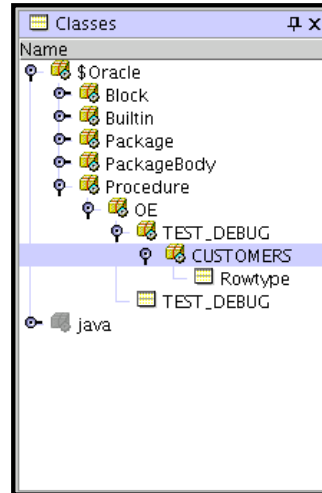 Classes
Name
$Oracle
Block
Builtin
Package
PackageBody
Procedure
OE
TEST_DEBUG
CUSTOMERS
Rowtype
TEST_DEBUG
java